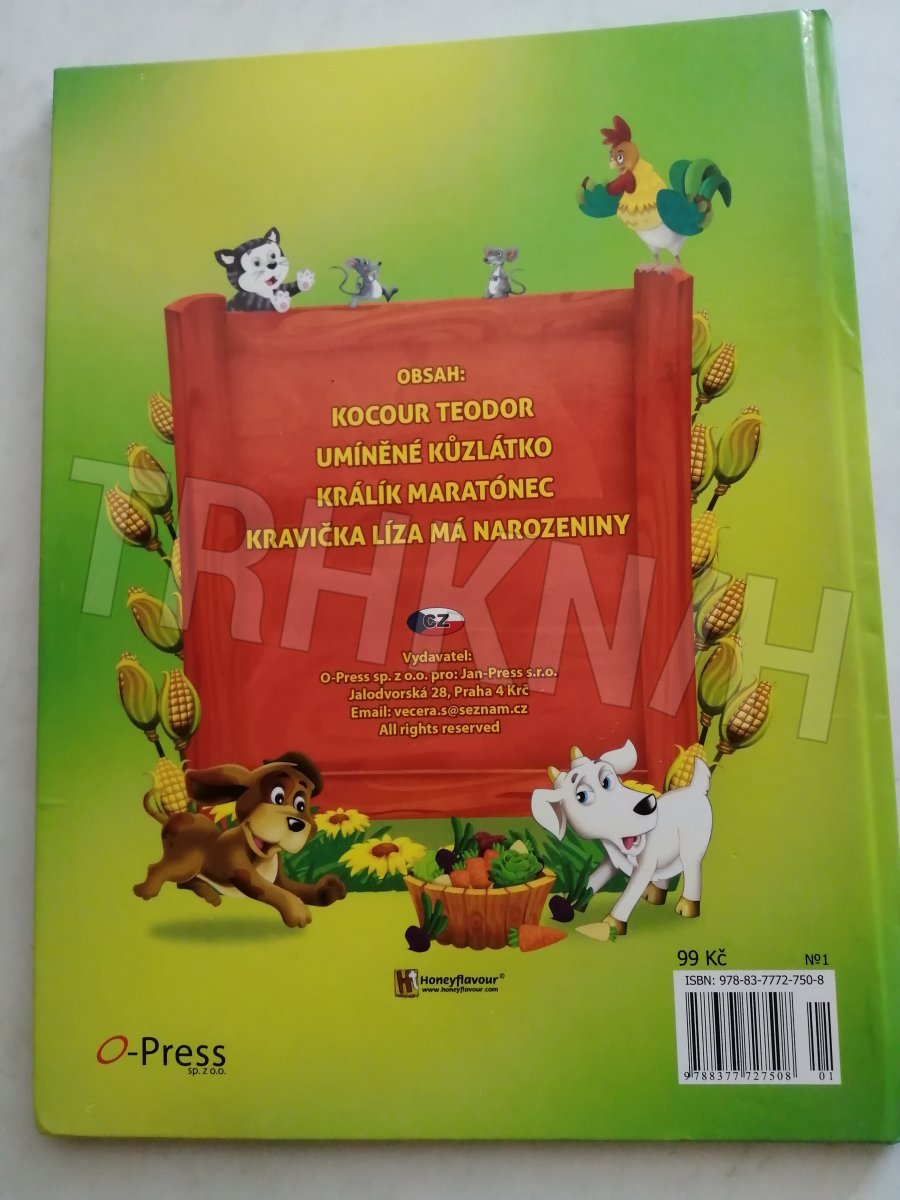 OBSAH:
KOCOUR TEODOR
UMÍNĚNÉ KŮZLÁTKO
KRÁLÍK MARATÓNEC
KRAVIČKA LÍZA MÁ NAROZENINY
TRHKNIH
CZ
Vydavatel:
O-Press sp. z o.o. pro: Jan-Press s.r.o.
Jalodvorská 28, Praha 4 Krč
Email: vecera.s@seznam.cz
All rights reserved
Honeyflavour©
www.honeyflavour.com
99 Kč №1
ISBN: 978-83-7772-750-8
9 788377 727508 01
O-Press
sp. z o.o.